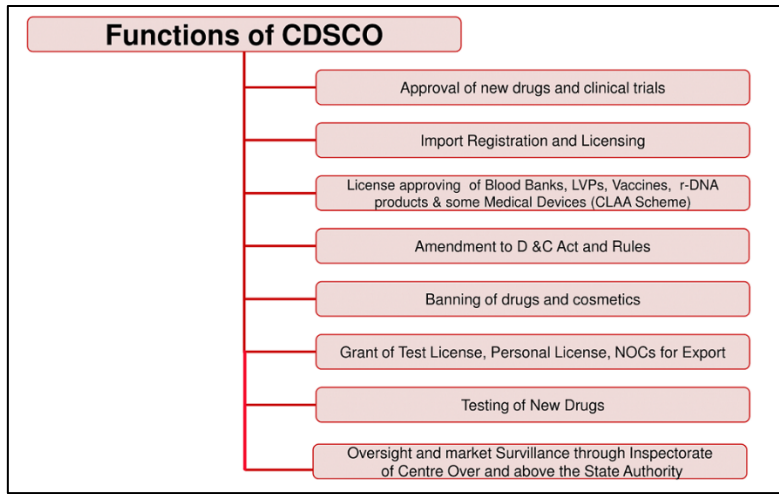 Functions of CDSCO
Approval of new drugs and clinical trials
Import Registration and Licensing
License approving of Blood Banks, LVPs, Vaccines, r-DNA
products & some Medical Devices (CLAA Scheme)
Amendment to D &C Act and Rules
Banning of drugs and cosmetics
Grant of Test License, Personal License, NOCs for Export
Testing of New Drugs
Oversight and market Survillance through Inspectorate
of Centre Over and above the State Authority